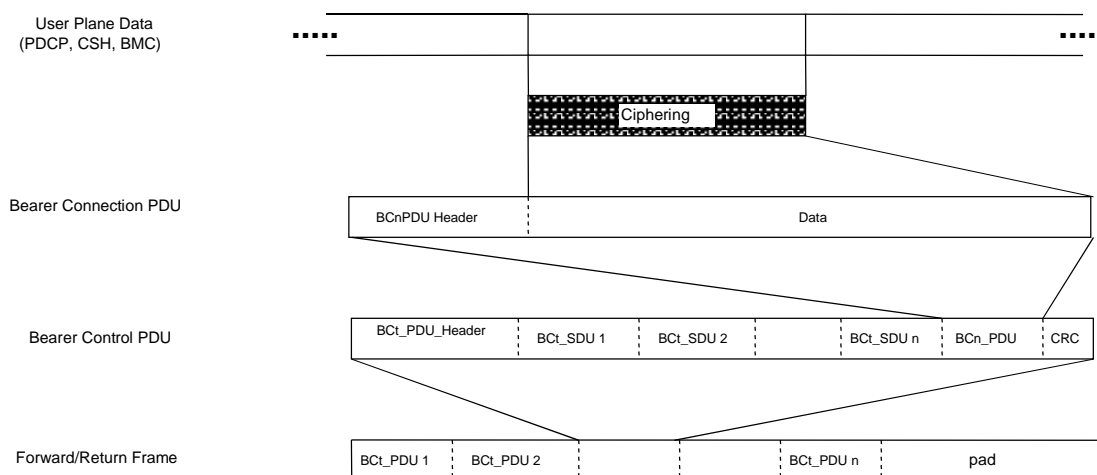 User Plane Data
(PDCP, CSH, BMC)
Ciphering
Bearer Connection PDU
BCnPDU Header
Data
Bearer Control PDU
BCt_PDU_Header
BCt_SDU 1
BCt_SDU 2
BCt_SDU n
BCn_PDU
CRC
Forward/Return Frame
BCt_PDU 1
BCt_PDU 2
BCt_PDU n
pad